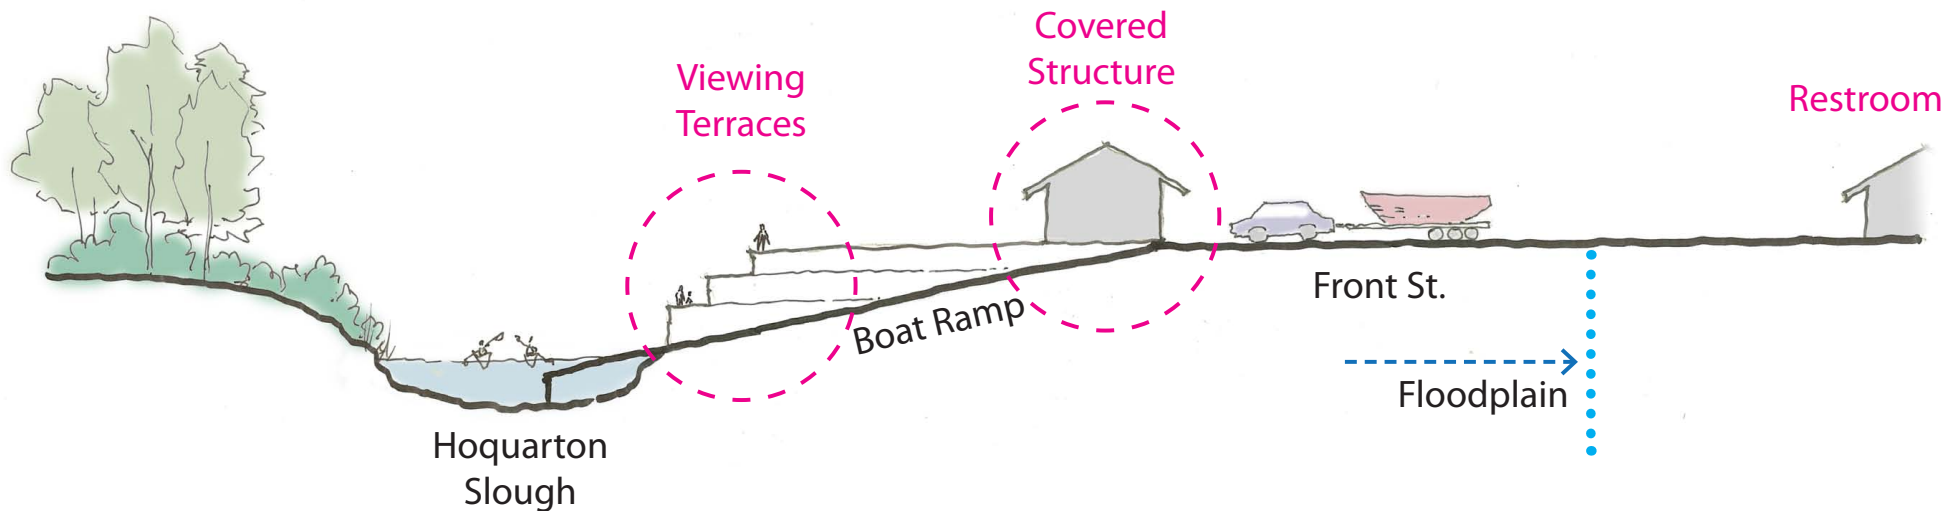 Viewing
Terraces
Covered
Structure
Restroom
Boat Ramp
Front St.
Floodplain
Hoquarton
Slough